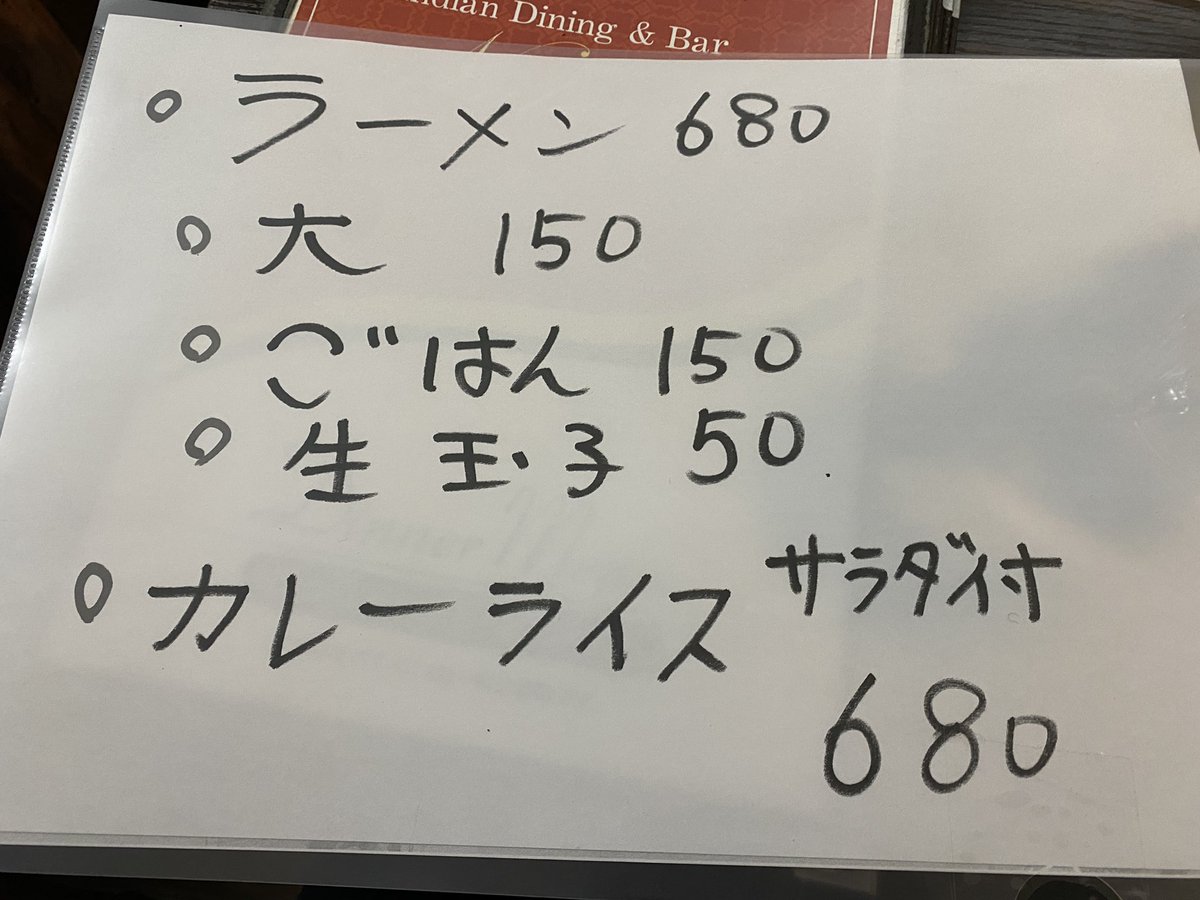 Indian Dining & Bar
○ ラーメン 680
○ 大 150
○ ごはん 150
○ 生玉子 50
○ カレーライス サラダ付
680